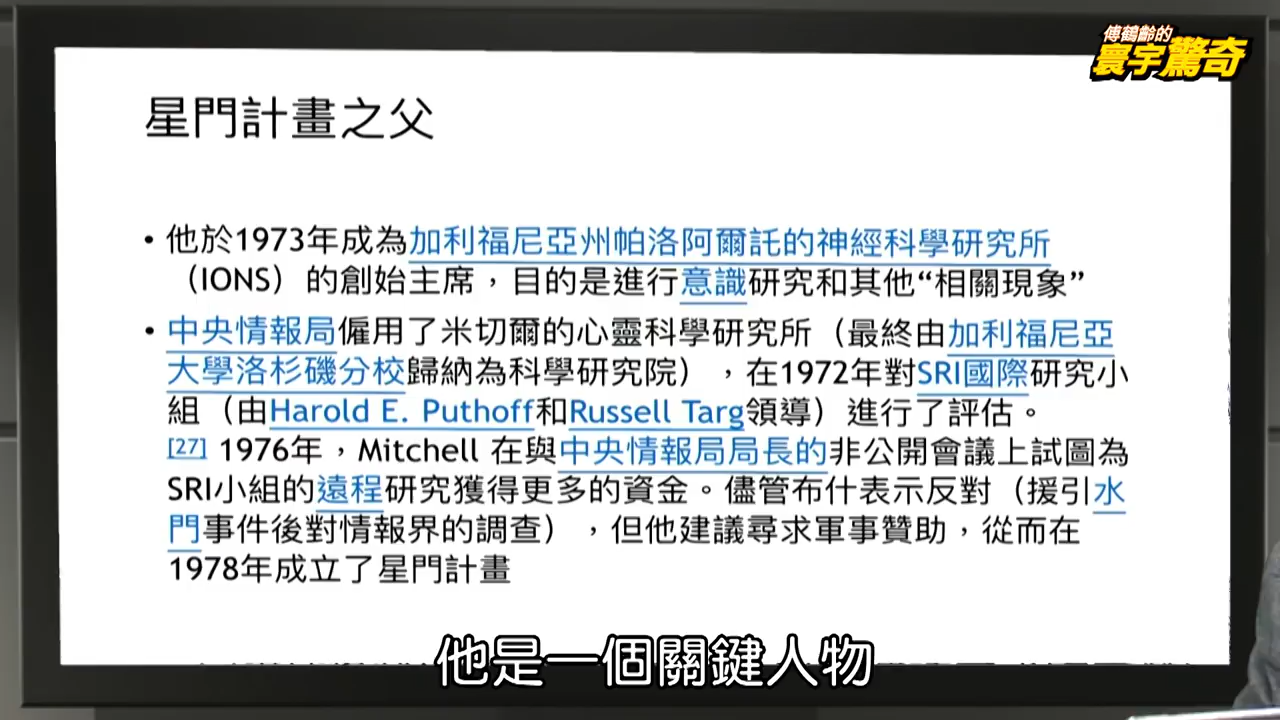 傅鶴齡的
寰宇驚奇
星門計畫之父
• 他於1973年成為加利福尼亞州帕洛阿爾託的神經科學研究所
（IONS）的創始主席，目的是進行意識研究和其他“相關現象”
• 中央情報局僱用了米切爾的心靈科學研究所（最終由加利福尼亞
大學洛杉磯分校歸納為科學研究院），在1972年對SRI國際研究小
組（由Harold E. Puthoff和Russell Targ領導）進行了評估。
[27] 1976年，Mitchell 在與中央情報局局長的非公開會議上試圖為
SRI小組的遠程研究獲得更多的資金。儘管布什表示反對（援引水
門事件後對情報界的調查），但他建議尋求軍事贊助，從而在
1978年成立了星門計畫
他是一個關鍵人物